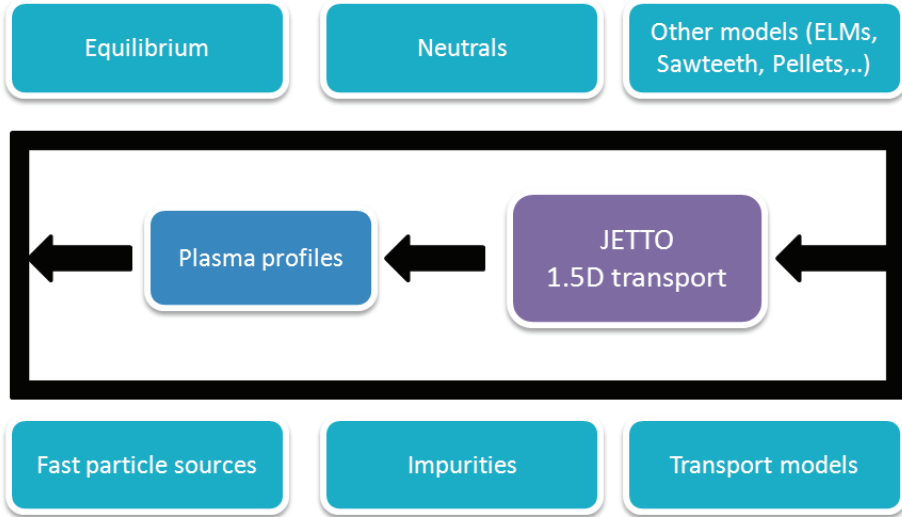 Equilibrium
Neutrals
Other models (ELMs,
Sawteeth, Pellets,..)
Plasma profiles
JETTO
1.5D transport
Fast particle sources
Impurities
Transport models